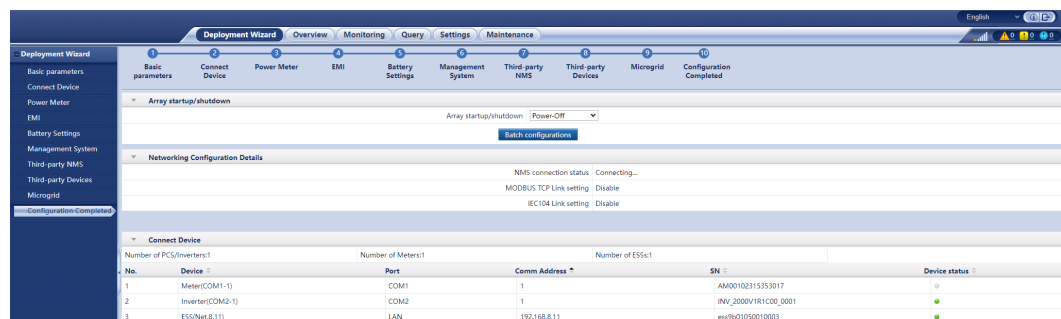 English
Deployment Wizard Overview Monitoring Query Settings Maintenance
0 0 0
Deployment Wizard
Basic parameters
Connect Device
Power Meter
EMI
Battery Settings
Management System
Third-party NMS
Third-party Devices
Microgrid
Configuration Completed
1 2 3 4 5 6 7 8 9 10
Basic parameters
Connect Device
Power Meter
EMI
Battery Settings
Management System
Third-party NMS
Third-party Devices
Microgrid
Configuration Completed
Array startup/shutdown
Array startup/shutdown Power-Off
Batch configurations
Networking Configuration Details
NMS connection status Connecting...
MODBUS TCP Link setting Disable
IEC104 Link setting Disable
Connect Device
Number of PCS/Inverters:1 Number of Meters:1 Number of ESSs:1
No. Device Port Comm Address SN Device status
1 Meter(COM1-1) COM1 1 AM00102315353017
2 Inverter(COM2-1) COM2 1 INV_2000V1R1C00_0001
3 ESS(Net.8.11) LAN 192.168.8.11 ess9b01050010003